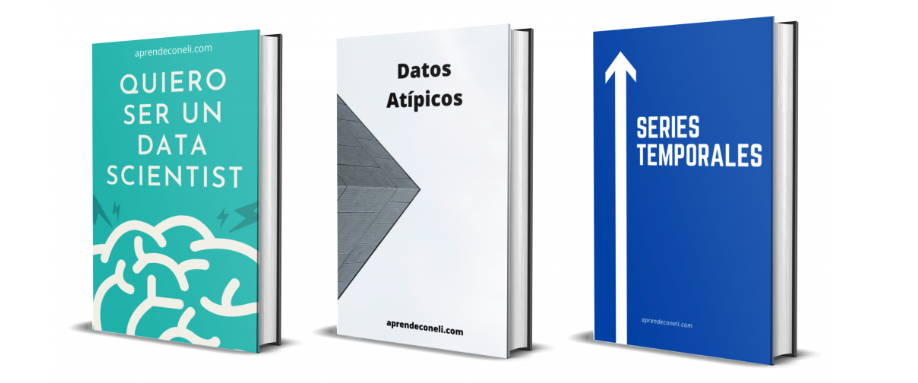 aprendeconeli.com
QUIERO
SER UN
DATA
SCIENTIST
Datos
Atípicos
aprendeconeli.com
SERIES
TEMPORALES
aprendeconeli.com